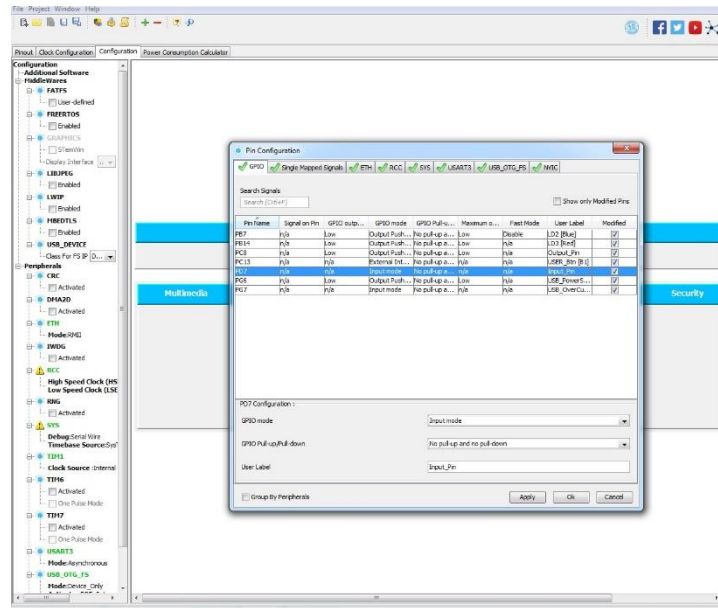 File Project Window Help
Pinout Clock Configuration Configuration Power Consumption Calculator
Configuration
Additional Software
MiddleWares
FATFS
User-defined
FREERTOS
Enabled
GRAPHICS
STemWin
Display Interface
LIBJPEG
Enabled
LWIP
Enabled
MBEDTLS
Enabled
USB_DEVICE
Class For FS IP D...
Peripherals
CRC
Activated
DMA2D
Activated
ETH
Mode:RMII
IWDG
Activated
RCC
High Speed Clock (HS
Low Speed Clock (LSE
RNG
Activated
SYS
Debug:Serial Wire
Timebase Source:Sys
TIM1
Clock Source :Internal
TIM6
Activated
One Pulse Mode
TIM7
Activated
One Pulse Mode
USART3
Mode:Asynchronous
USB_OTG_FS
Mode:Device_Only
Multimedia
Security
Pin Configuration
GPIO Single Mapped Signals ETH RCC SYS USART3 USB_OTG_FS NVIC
Search Signals
Search (Ctrl+F) Show only Modified Pins
Pin Name Signal on Pin GPIO outp... GPIO mode GPIO Pull-u... Maximum o... Fast Mode User Label Modified
PB7 n/a Low Output Push... No pull-up a... Low Disable LD2 [Blue]
PB14 n/a Low Output Push... No pull-up a... Low n/a LD3 [Red]
PC8 n/a Low Output Push... No pull-up a... Low n/a Output_Pin
PC13 n/a n/a External Int... No pull-up a... n/a n/a USER_Btn [B1]
PD7 n/a n/a Input mode No pull-up a... n/a n/a Input_Pin
PG6 n/a Low Output Push... No pull-up a... Low n/a USB_PowerS...
PG7 n/a n/a Input mode No pull-up a... n/a n/a USB_OverCu...
PD7 Configuration :
GPIO mode Input mode
GPIO Pull-up/Pull-down No pull-up and no pull-down
User Label Input_Pin
Group By Peripherals Apply Ok Cancel